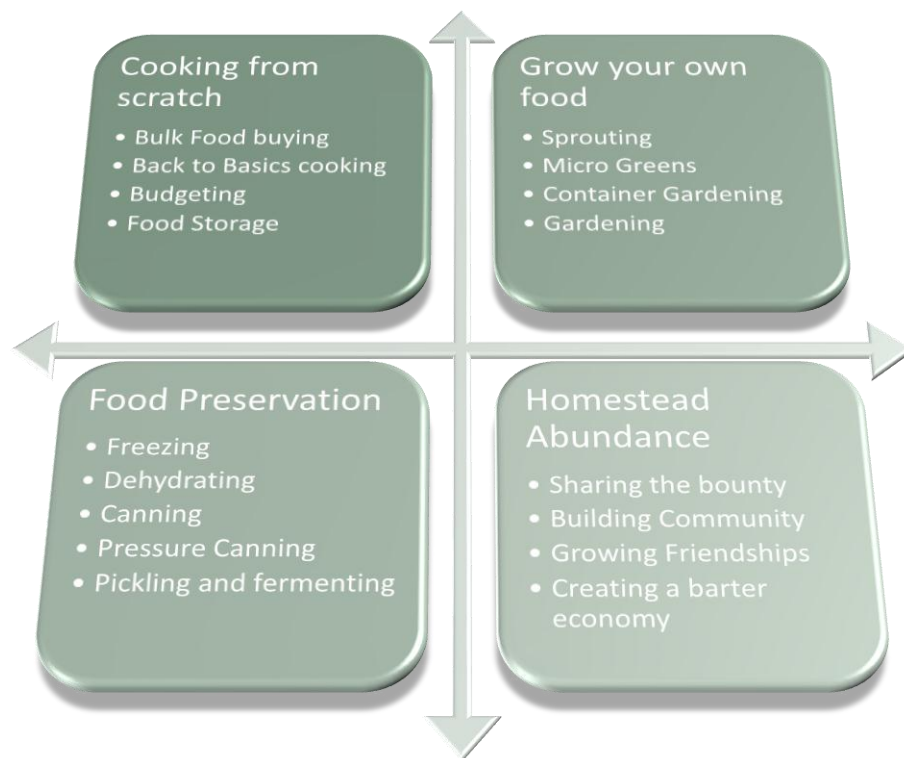 Cooking from
scratch
• Bulk Food buying
• Back to Basics cooking
• Budgeting
• Food Storage
Grow your own
food
• Sprouting
• Micro Greens
• Container Gardening
• Gardening
Food Preservation
• Freezing
• Dehydrating
• Canning
• Pressure Canning
• Pickling and fermenting
Homestead
Abundance
• Sharing the bounty
• Building Community
• Growing Friendships
• Creating a barter
economy